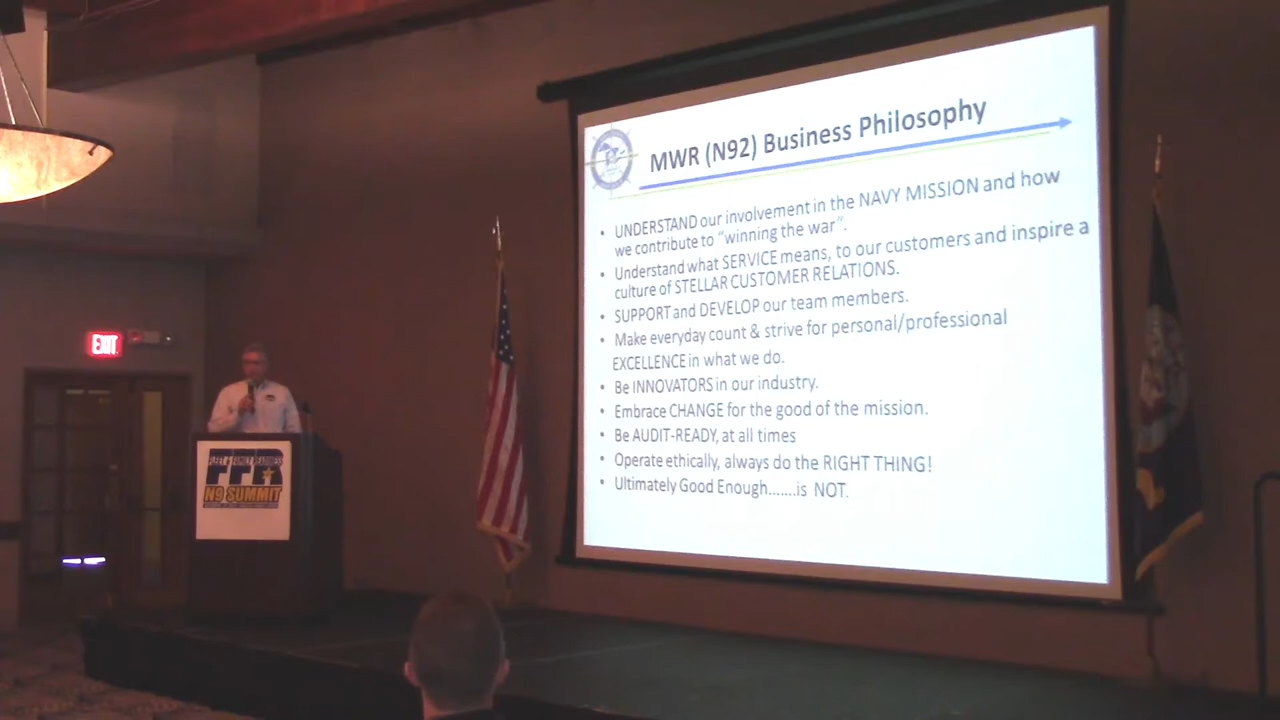 MWR (N92) Business Philosophy
• UNDERSTAND our involvement in the NAVY MISSION and how
we contribute to “winning the war”.
• Understand what SERVICE means, to our customers and inspire a
culture of STELLAR CUSTOMER RELATIONS.
• SUPPORT and DEVELOP our team members.
• Make everyday count & strive for personal/professional
EXCELLENCE in what we do.
• Be INNOVATORS in our industry.
• Embrace CHANGE for the good of the mission.
• Be AUDIT-READY, at all times
• Operate ethically, always do the RIGHT THING!
• Ultimately Good Enough.......is NOT.
EXIT
FLEET & FAMILY READINESS
FFR
N9 SUMMIT